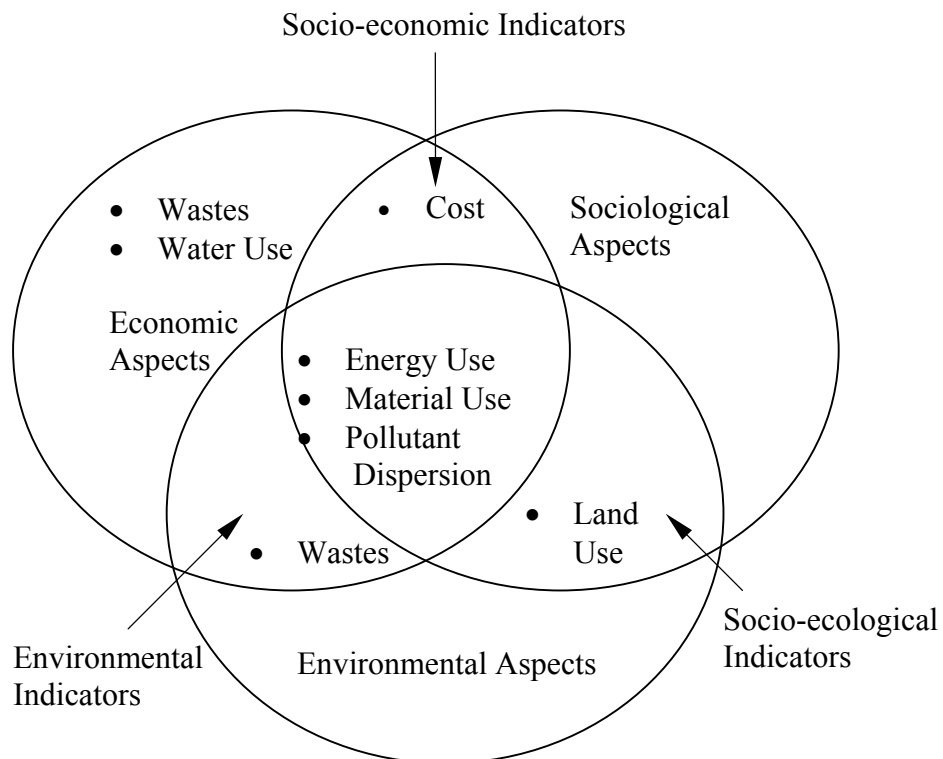 Socio-economic Indicators
• Wastes
• Water Use
• Cost
Sociological
Aspects
Economic
Aspects
• Energy Use
• Material Use
• Pollutant
Dispersion
• Wastes
• Land
Use
Environmental
Indicators
Environmental Aspects
Socio-ecological
Indicators